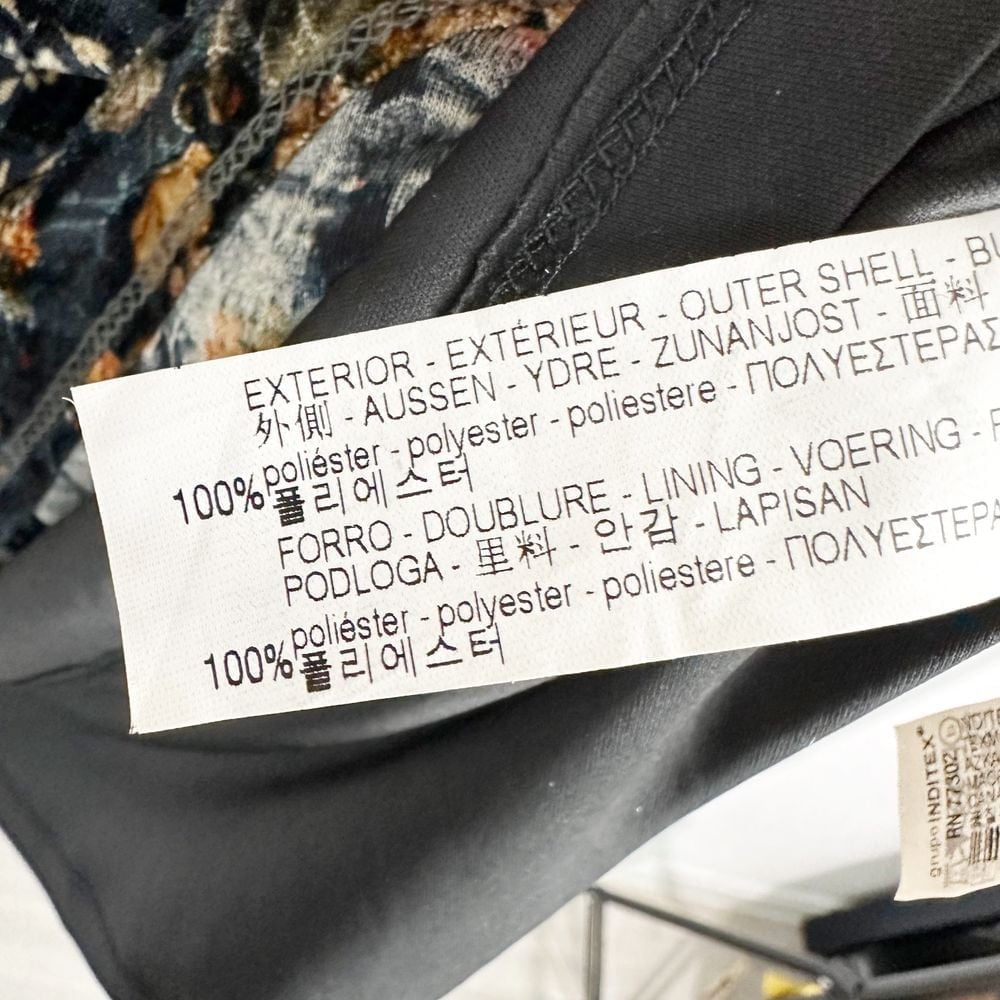 EXTERIOR - EXTÉRIEUR - OUTER SHELL -
外側 - AUSSEN - YDRE - ZUNANJOST - 面料
poliéster - polyester - poliestere - ΠΟΛΥΕΣΤΕΡΑΣ
100% 폴리에스터
FORRO - DOUBLURE - LINING - VOERING -
PODLOGA - 里料 - 안감 - LAPISAN
poliéster - polyester - poliestere -
100% 폴리에스터
grupo INDITEX®
RN 77302